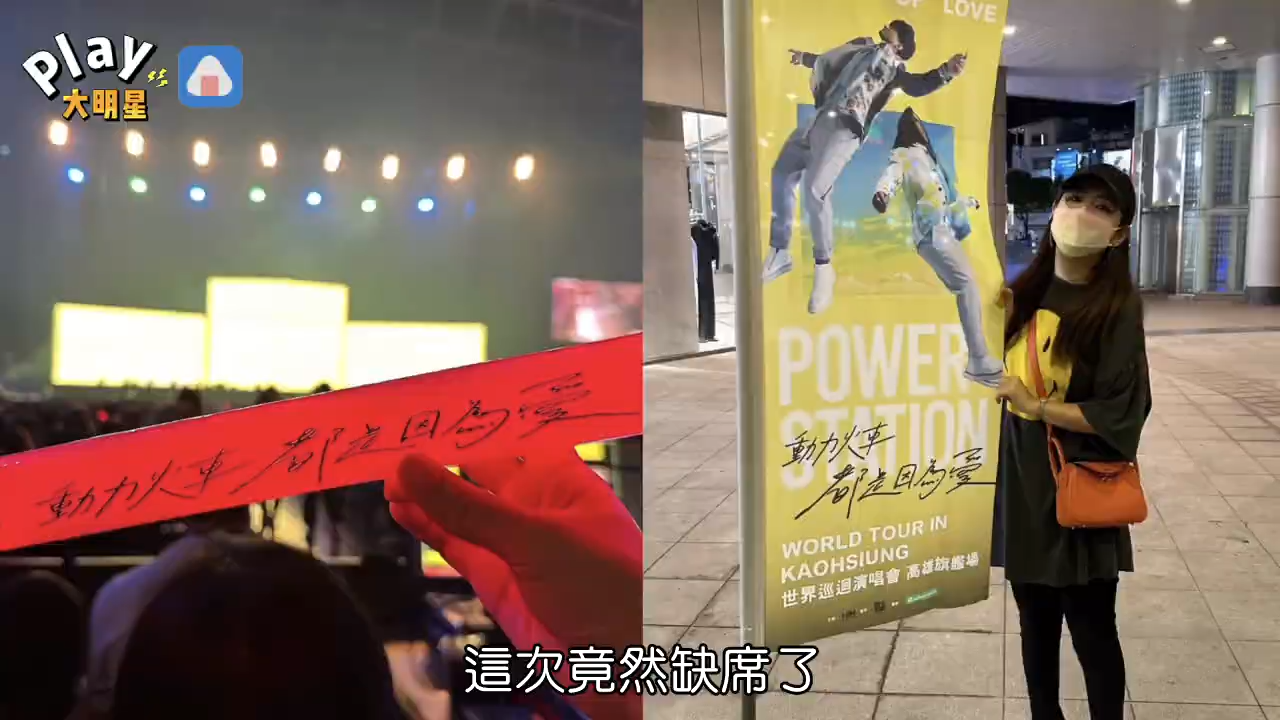 Play
大明星
動力火車 都是因為愛
OF LOVE
POWER
STATION
動力火車
都是因為愛
WORLD TOUR IN
KAOHSIUNG
世界巡迴演唱會 高雄旗艦場
這次竟然缺席了